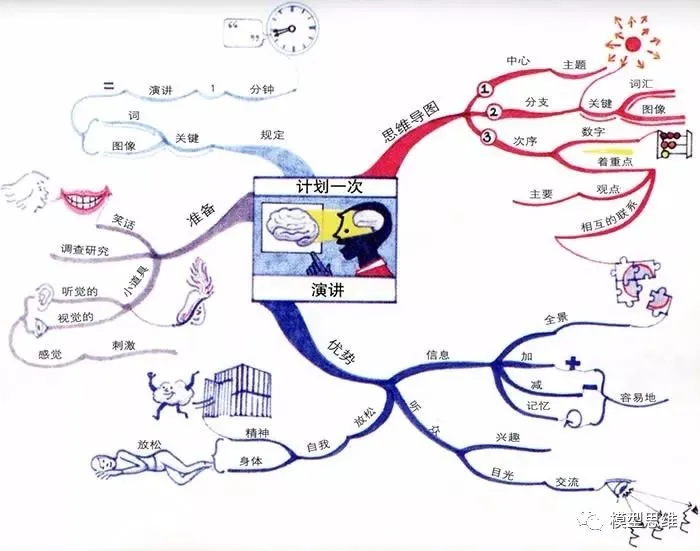 计划一次
演讲
思维导图
1
中心
主题
2
分支
关键
词汇
图像
3
次序
数字
着重点
主要
观点
相互的联系
规定
关键
词
图像
=
演讲
1
分钟
准备
笑话
调查研究
小道具
听觉的
视觉的
感觉
刺激
优势
信息
全景
加
+
减
-
记忆
容易地
听众
兴趣
目光
交流
放松
自我
精神
身体
放松
模型思维